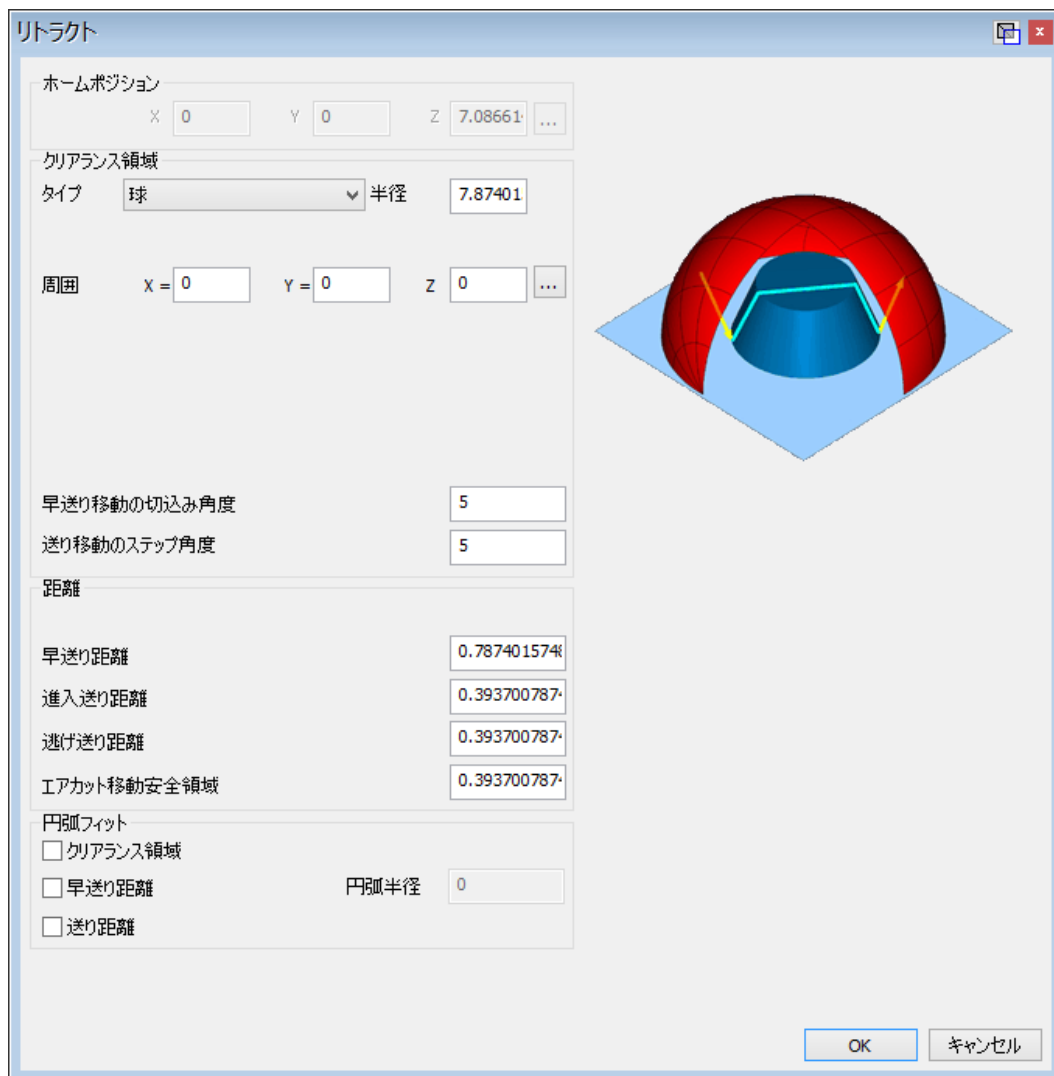 リトラクト
ホームポジション
X 0 Y 0 Z 7.08661 ...
クリアランス領域
タイプ 球 半径 7.87401
周囲 X = 0 Y = 0 Z 0 ...
早送り移動の切込み角度 5
送り移動のステップ角度 5
距離
早送り距離 0.787401574
進入送り距離 0.393700787
逃げ送り距離 0.393700787
エアカット移動安全領域 0.393700787
円弧フィット
クリアランス領域
早送り距離 円弧半径 0
送り距離
OK キャンセル